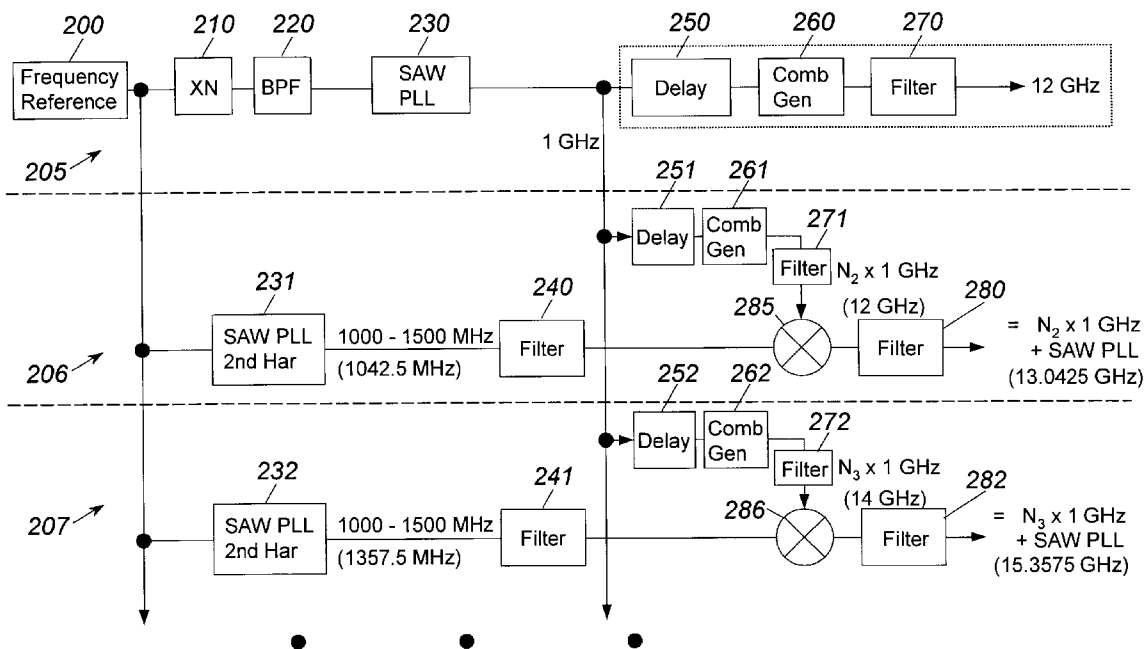 200
210
220
230
250
260
270
Frequency
Reference
XN
BPF
SAW
PLL
Delay
Comb
Gen
Filter
12 GHz
1 GHz
205
251
261
271
Delay
Comb
Gen
Filter
N2 x 1 GHz
(12 GHz)
231
240
285
280
SAW PLL
2nd Har
1000 - 1500 MHz
(1042.5 MHz)
Filter
Filter
= N2 x 1 GHz
+ SAW PLL
(13.0425 GHz)
206
252
262
272
Delay
Comb
Gen
Filter
N3 x 1 GHz
(14 GHz)
232
241
286
282
SAW PLL
2nd Har
1000 - 1500 MHz
(1357.5 MHz)
Filter
Filter
= N3 x 1 GHz
+ SAW PLL
(15.3575 GHz)
207